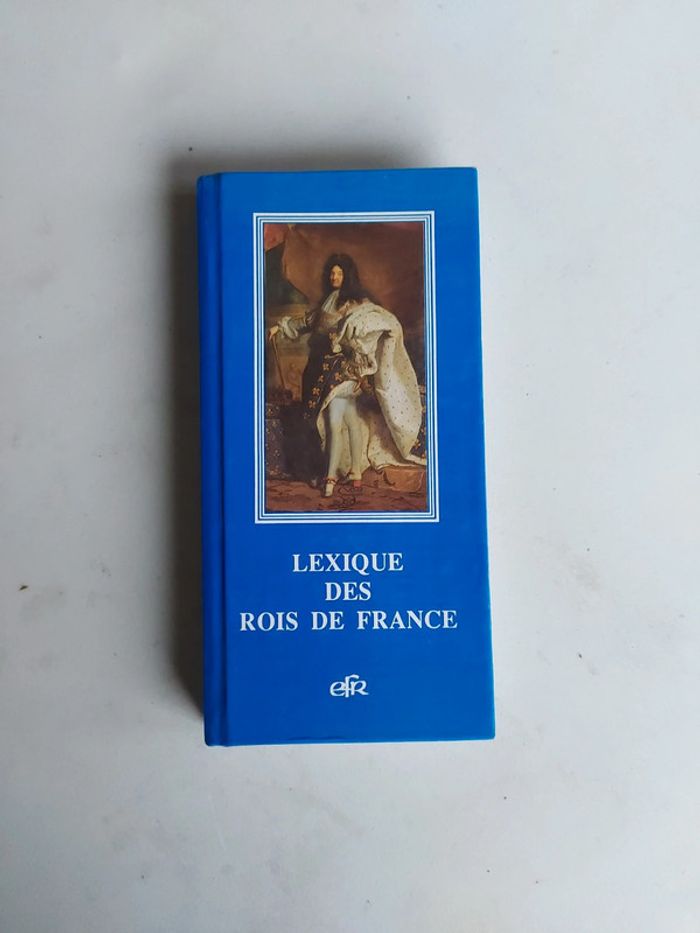 LEXIQUE
DES
ROIS DE FRANCE
efR